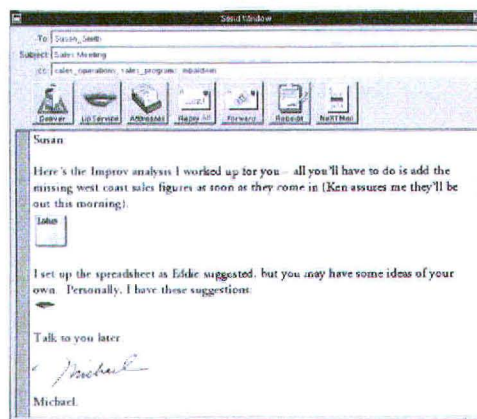 Send Window
To: Susan_Smith
Subject: Sales Meeting
cc: sales_operations, sales_program,
Deliver Lip Service Addresses Reply All Forward Receipt NeXTMail
Susan
Here's the Improv analysis I worked up for you – all you'll have to do is add the
missing west coast sales figures as soon as they come in (Ken assures me they'll be
out this morning).
I set up the spreadsheet as Eddie suggested, but you may have some ideas of your
own. Personally, I have these suggestions:
Talk to you later
Michael
Michael.